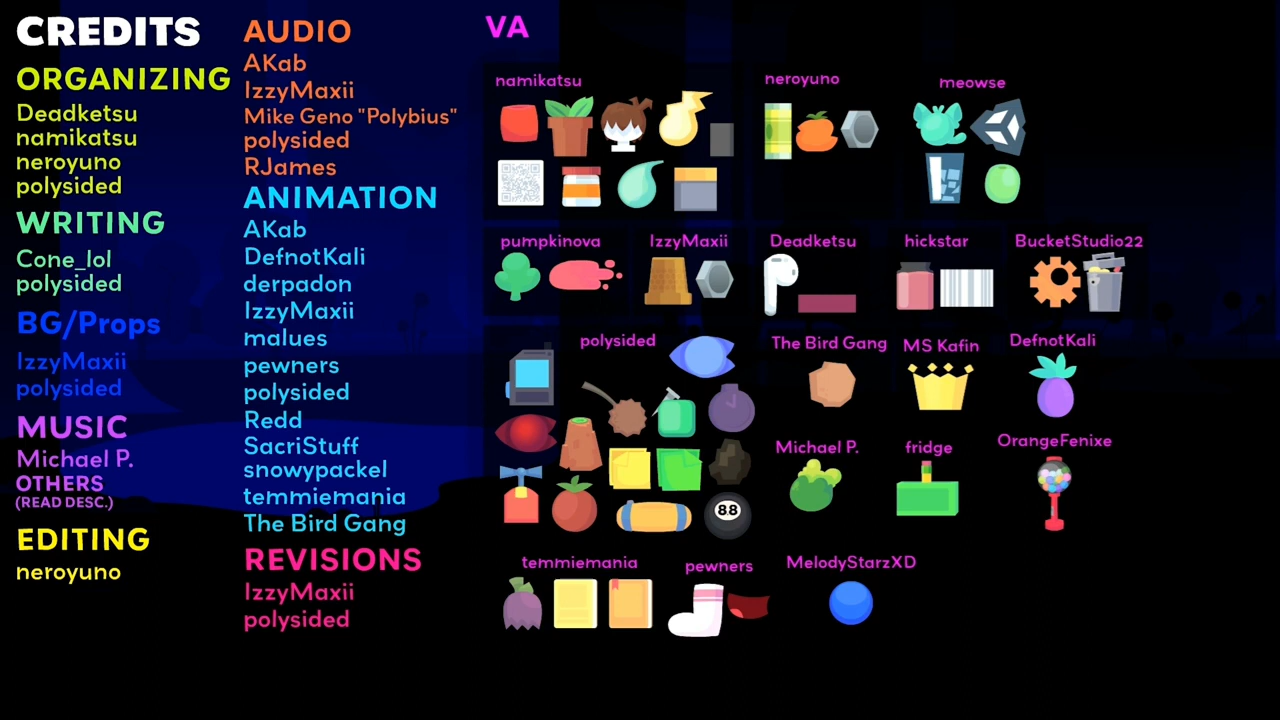 CREDITS
ORGANIZING
Deadketsu
namikatsu
neroyuno
polysided
WRITING
Cone_lol
polysided
BG/Props
IzzyMaxii
polysided
MUSIC
Michael P.
OTHERS
(READ DESC.)
EDITING
neroyuno
AUDIO
AKab
IzzyMaxii
Mike Geno "Polybius"
polysided
RJames
ANIMATION
AKab
DefnotKali
derpadon
IzzyMaxii
malues
pewners
polysided
Redd
SacriStuff
snowypackel
temmiemania
The Bird Gang
REVISIONS
IzzyMaxii
polysided
VA
namikatsu
neroyuno
meowse
pumpkinova
IzzyMaxii
Deadketsu
hickstar
BucketStudio22
polysided
The Bird Gang
MS Kafin
DefnotKali
Michael P.
fridge
OrangeFenixe
88
temmiemania
pewners
MelodyStarzXD